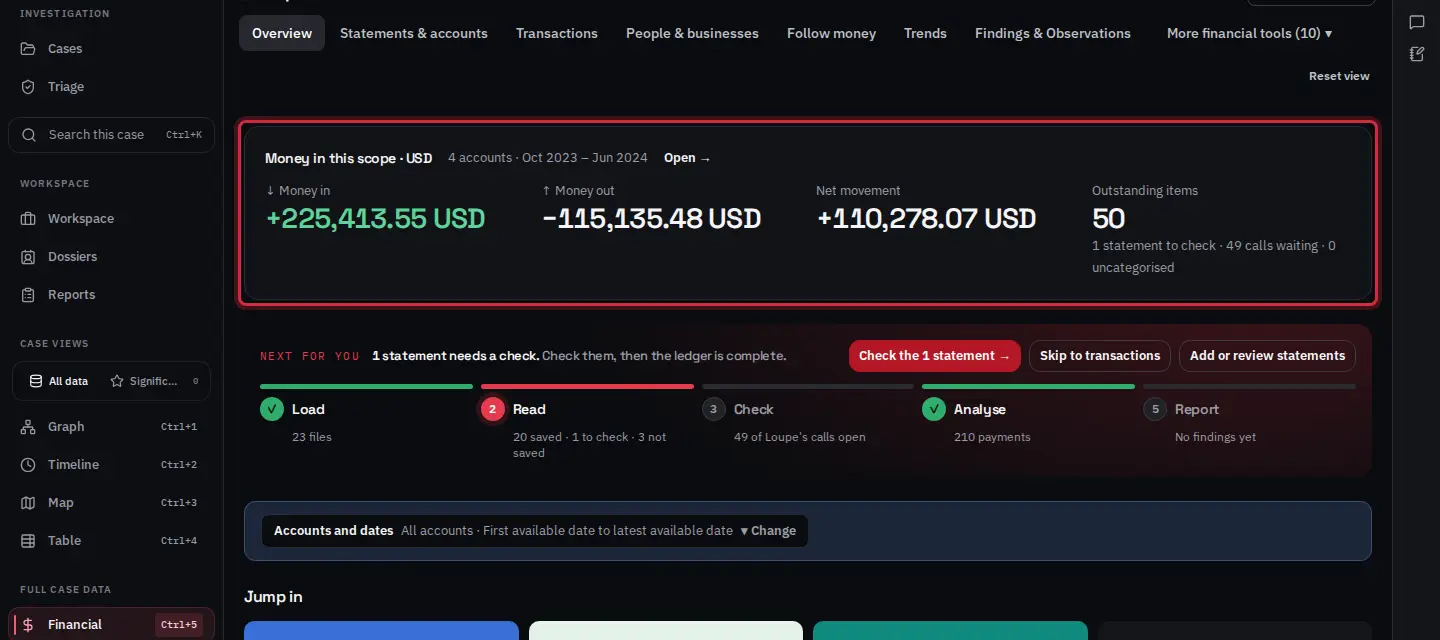 INVESTIGATION
Cases
Triage
Search this case Ctrl+K
WORKSPACE
Workspace
Dossiers
Reports
CASE VIEWS
All data Signific... 0
Graph Ctrl+1
Timeline Ctrl+2
Map Ctrl+3
Table Ctrl+4
FULL CASE DATA
Financial Ctrl+5
Overview Statements & accounts Transactions People & businesses Follow money Trends Findings & Observations More financial tools (10) ▾
Reset view
Money in this scope · USD 4 accounts · Oct 2023 – Jun 2024 Open →
↓ Money in ↑ Money out Net movement Outstanding items
+225,413.55 USD −115,135.48 USD +110,278.07 USD 50
1 statement to check · 49 calls waiting · 0
uncategorised
NEXT FOR YOU 1 statement needs a check. Check them, then the ledger is complete. Check the 1 statement → Skip to transactions Add or review statements
Load 2 Read 3 Check Analyse 5 Report
23 files 20 saved · 1 to check · 3 not 49 of Loupe's calls open 210 payments No findings yet
saved
Accounts and dates All accounts · First available date to latest available date ▾ Change
Jump in